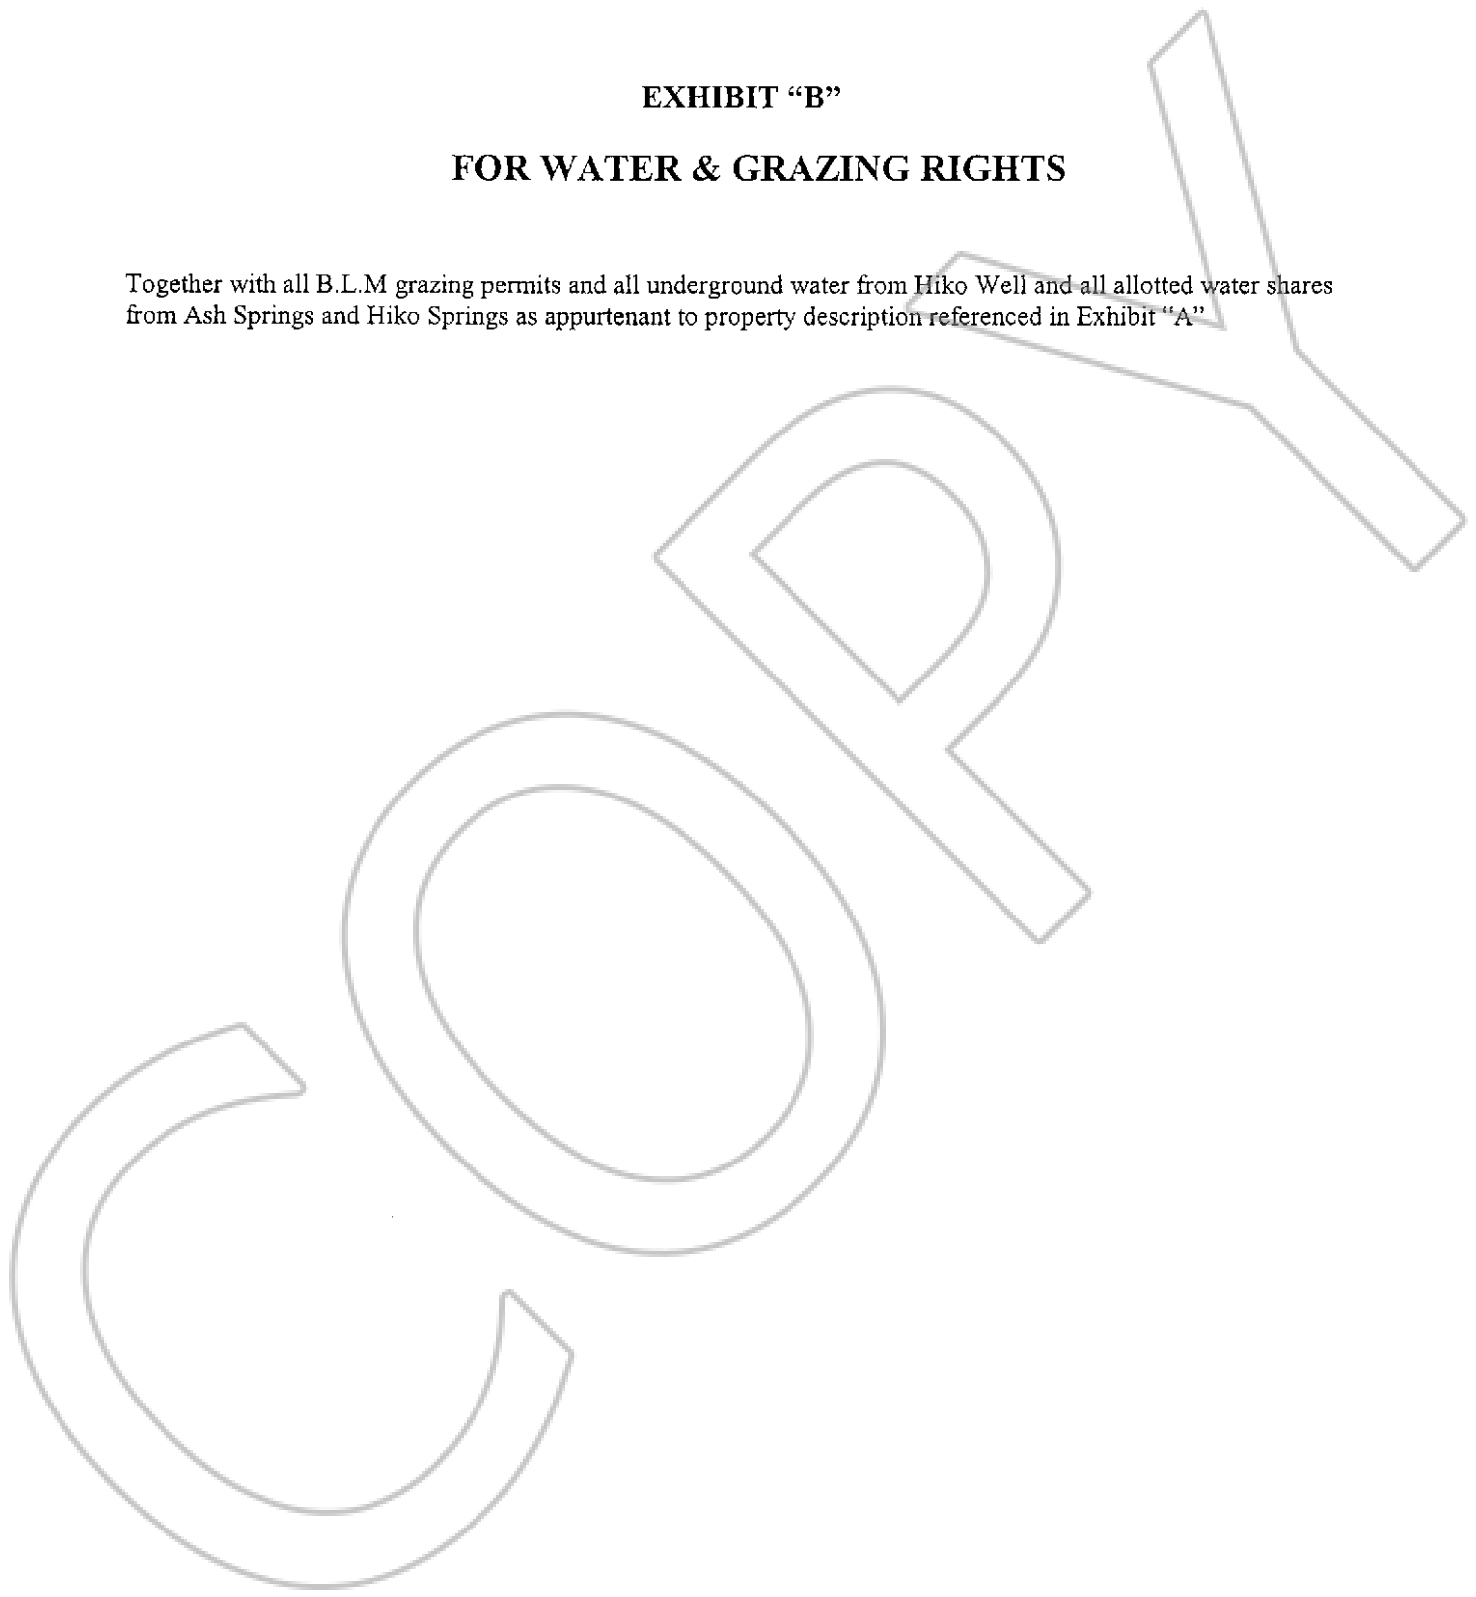 EXHIBIT “B”
FOR WATER & GRAZING RIGHTS
Together with all B.L.M grazing permits and all underground water from Hiko Well and all allotted water shares
from Ash Springs and Hiko Springs as appurtenant to property description referenced in Exhibit “A”
COPY